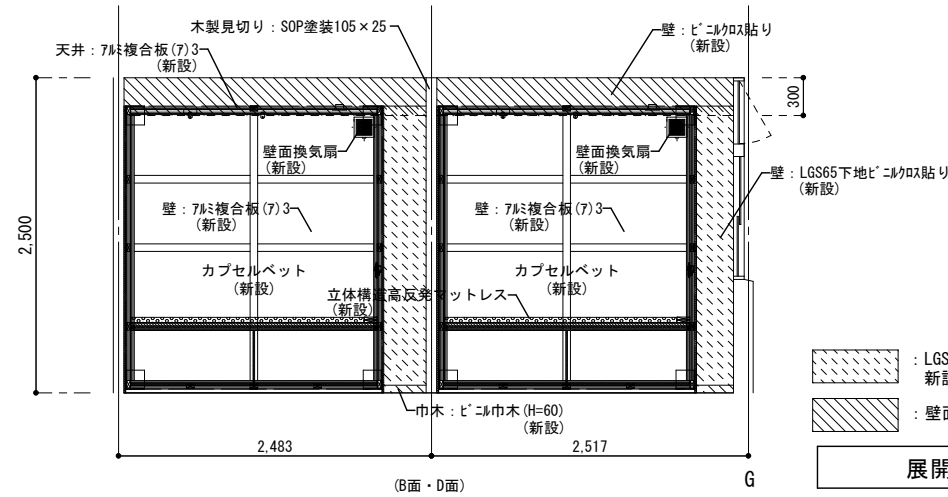 木製見切り：SOP塗装105×25
壁：ﾋﾞﾆﾙｸﾛｽ貼り
(新設)
天井：ｱﾙﾐ複合板(ｱ)3
(新設)
300
壁面換気扇
(新設)
壁面換気扇
(新設)
壁：LGS65下地ﾋﾞﾆﾙｸﾛｽ貼り
(新設)
2,500
壁：ｱﾙﾐ複合板(ｱ)3
(新設)
壁：ｱﾙﾐ複合板(ｱ)3
(新設)
カプセルベット
(新設)
カプセルベット
(新設)
立体構造高反発マットレス
(新設)
：LGS
新設
：壁面
巾木：ﾋﾞﾆﾙ巾木(H=60)
(新設)
2,483
2,517
展開
(B面・D面)
G